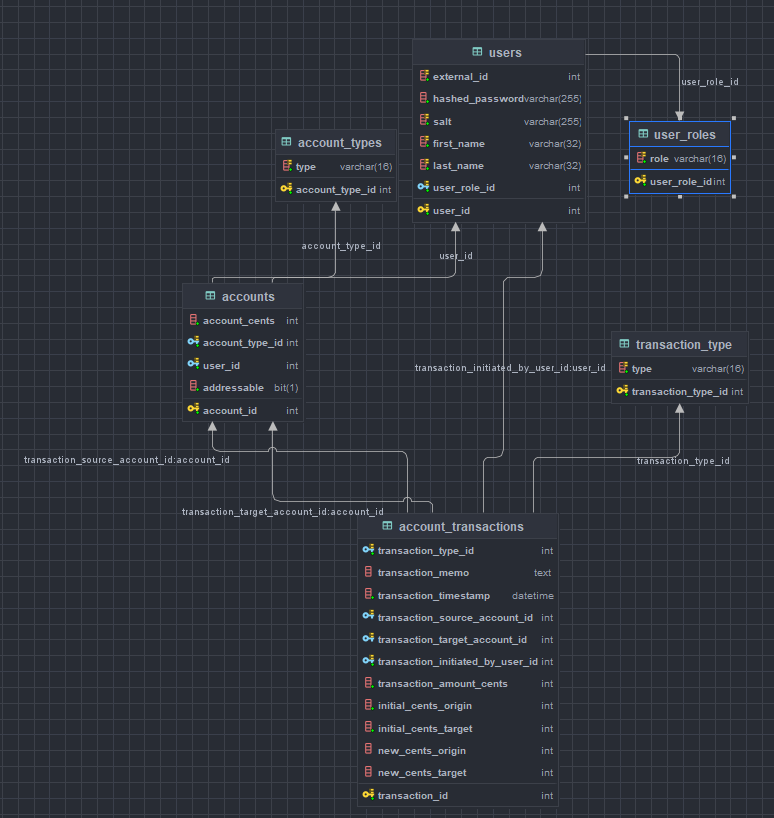 users
external_id int
hashed_password varchar(255)
salt varchar(255)
first_name varchar(32)
last_name varchar(32)
user_role_id int
user_id int
user_role_id
user_roles
role varchar(16)
user_role_id int
account_types
type varchar(16)
account_type_id int
account_type_id
user_id
accounts
account_cents int
account_type_id int
user_id int
addressable bit(1)
account_id int
transaction_initiated_by_user_id:user_id
transaction_type
type varchar(16)
transaction_type_id int
transaction_source_account_id:account_id
transaction_type_id
transaction_target_account_id:account_id
account_transactions
transaction_type_id int
transaction_memo text
transaction_timestamp datetime
transaction_source_account_id int
transaction_target_account_id int
transaction_initiated_by_user_id int
transaction_amount_cents int
initial_cents_origin int
initial_cents_target int
new_cents_origin int
new_cents_target int
transaction_id int